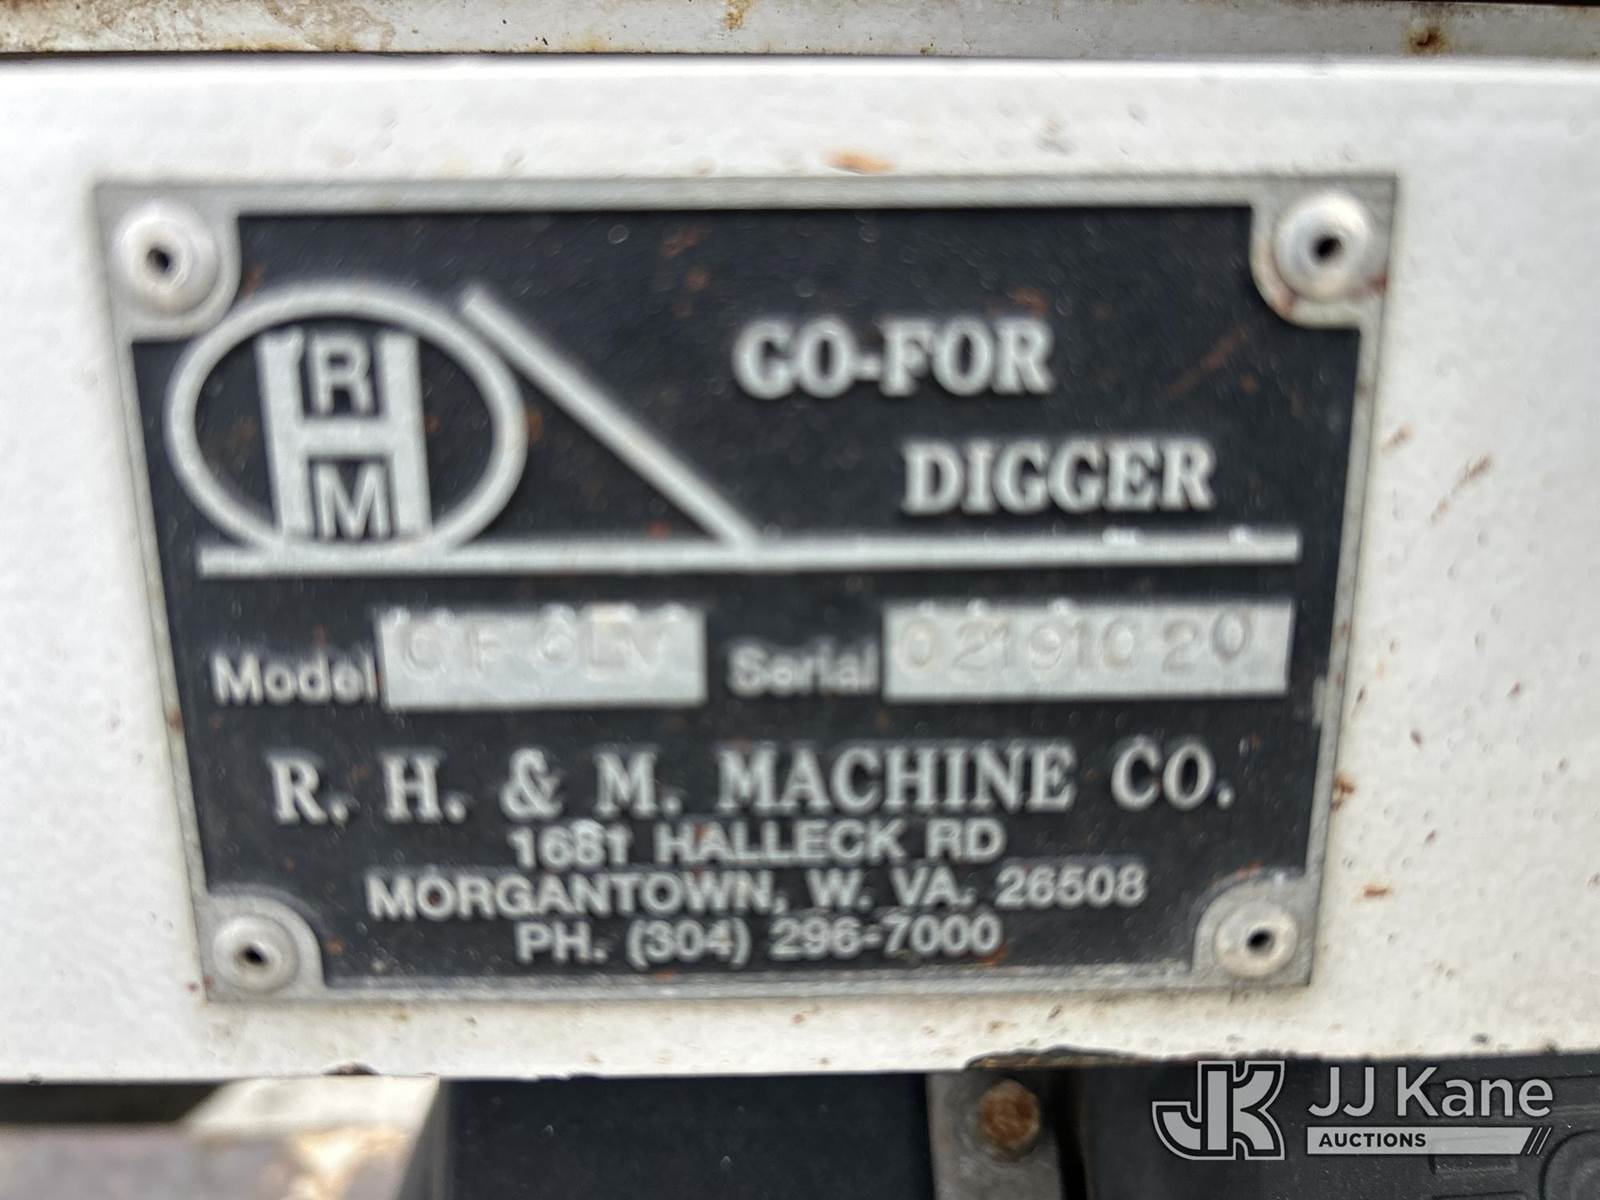 R
H
M
GO-FOR
DIGGER
Model Serial
R. H. & M. MACHINE CO.
1681 HALLECK RD
MORGANTOWN, W. VA. 26508
PH. (304) 296-7000
JJ Kane
AUCTIONS